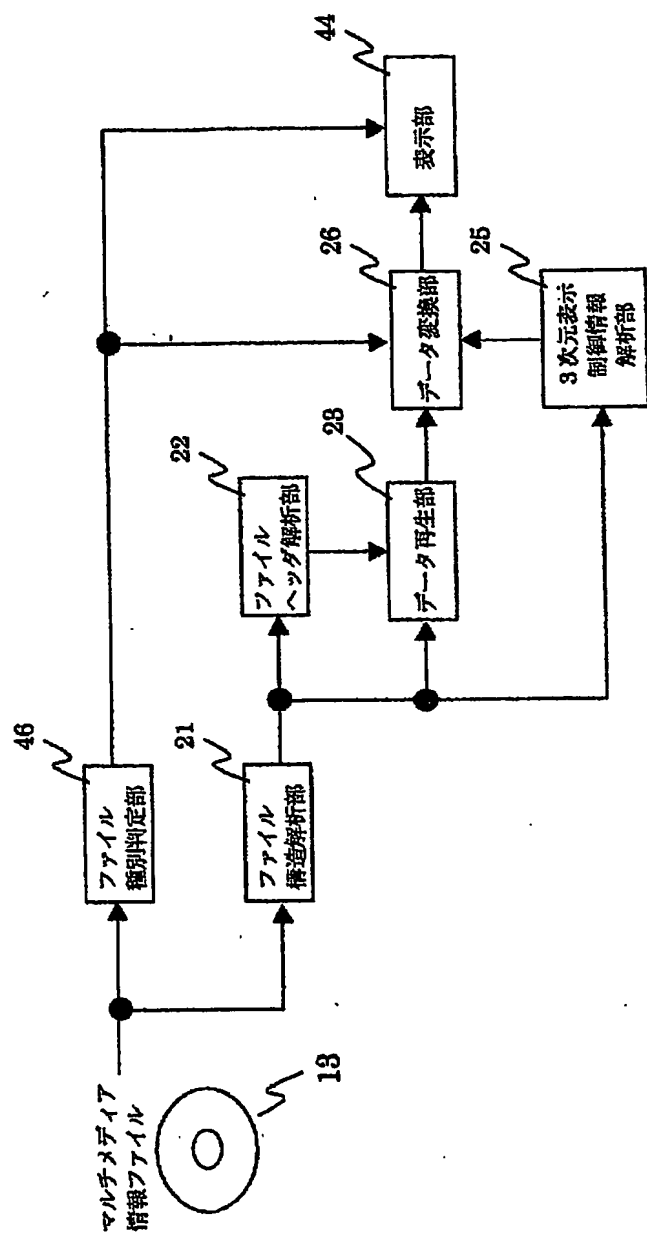 マルチメディア
情報ファイル
13
46
ファイル
種別判定部
21
ファイル
構造解析部
22
ファイル
ヘッダ解析部
23
データ再生部
26
データ変換部
25
3次元表示
制御情報
解析部
44
表示部